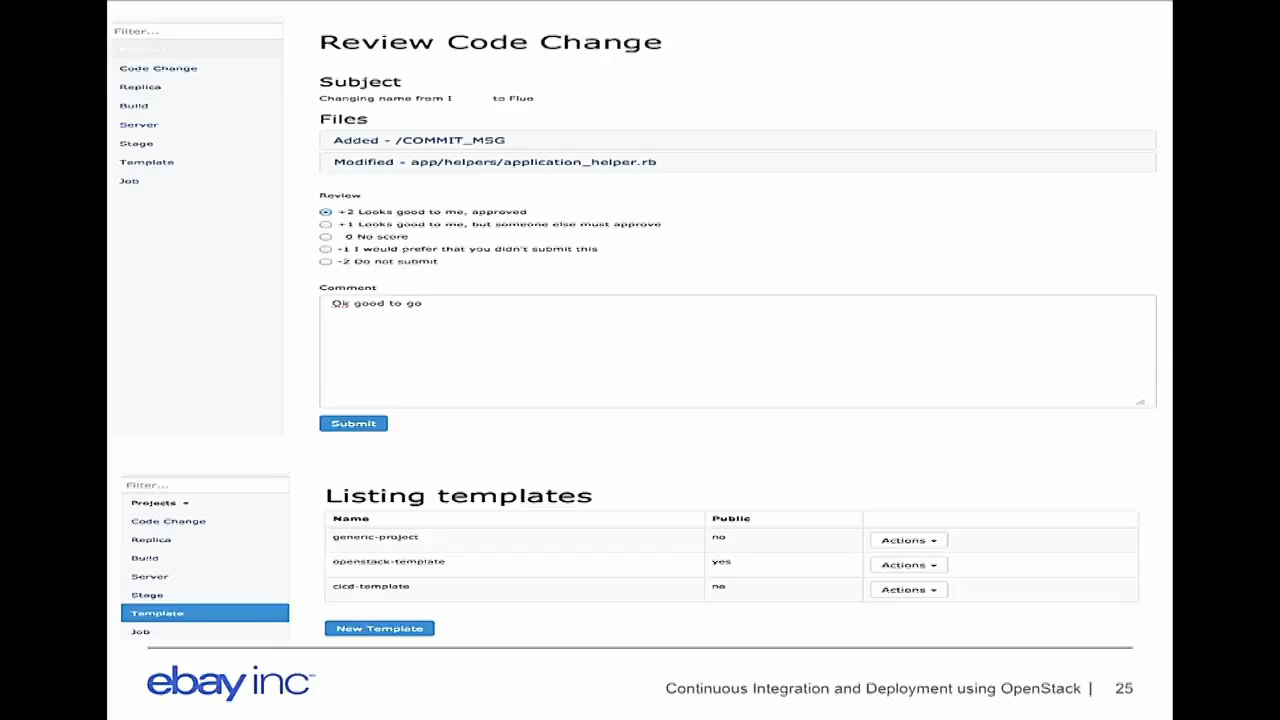 Filter...
Code Change
Replica
Build
Server
Stage
Template
Job
Review Code Change
Subject
Changing name from I to Fluo
Files
Added - /COMMIT_MSG
Modified - app/helpers/application_helper.rb
Review
+2 Looks good to me, approved
+1 Looks good to me, but someone else must approve
0 No score
-1 I would prefer that you didn't submit this
-2 Do not submit
Comment
Ok good to go
Submit
Filter...
Projects
Code Change
Replica
Build
Server
Stage
Template
Job
Listing templates
Name Public
generic-project no Actions
openstack-template yes Actions
cicd-template no Actions
New Template
ebay inc™
Continuous Integration and Deployment using OpenStack | 25